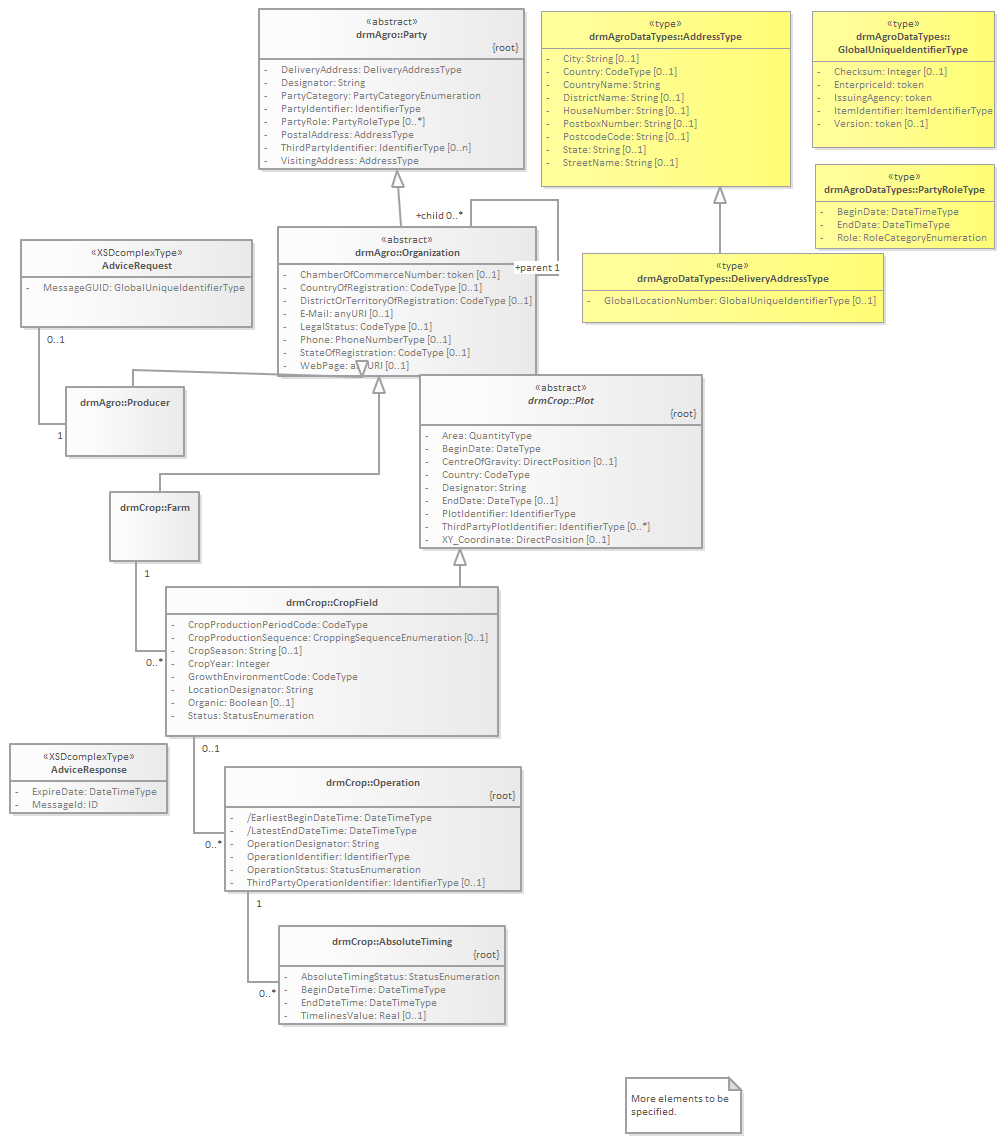 «abstract»
drmAgro::Party
{root}
- DeliveryAddress: DeliveryAddressType
- Designator: String
- PartyCategory: PartyCategoryEnumeration
- PartyIdentifier: IdentifierType
- PartyRole: PartyRoleType [0..*]
- PostalAddress: AddressType
- ThirdPartyIdentifier: IdentifierType [0..n]
- VisitingAddress: AddressType
«type»
drmAgroDataTypes::AddressType
- City: String [0..1]
- Country: CodeType [0..1]
- CountryName: String
- DistrictName: String [0..1]
- HouseNumber: String [0..1]
- PostboxNumber: String [0..1]
- PostcodeCode: String [0..1]
- State: String [0..1]
- StreetName: String [0..1]
«type»
drmAgroDataTypes::
GlobalUniqueIdentifierType
- Checksum: Integer [0..1]
- EnterpriceId: token
- IssuingAgency: token
- ItemIdentifier: ItemIdentifierType
- Version: token [0..1]
«type»
drmAgroDataTypes::PartyRoleType
- BeginDate: DateTimeType
- EndDate: DateTimeType
- Role: RoleCategoryEnumeration
+child 0..*
+parent 1
«abstract»
drmAgro::Organization
- ChamberOfCommerceNumber: token [0..1]
- CountryOfRegistration: CodeType [0..1]
- DistrictOrTerritoryOfRegistration: CodeType [0..1]
- E-Mail: anyURI [0..1]
- LegalStatus: CodeType [0..1]
- Phone: PhoneNumberType [0..1]
- StateOfRegistration: CodeType [0..1]
- WebPage: anyURI [0..1]
«type»
drmAgroDataTypes::DeliveryAddressType
- GlobalLocationNumber: GlobalUniqueIdentifierType [0..1]
«XSDcomplexType»
AdviceRequest
- MessageGUID: GlobalUniqueIdentifierType
0..1
1
drmAgro::Producer
«abstract»
drmCrop::Plot
{root}
- Area: QuantityType
- BeginDate: DateType
- CentreOfGravity: DirectPosition [0..1]
- Country: CodeType
- Designator: String
- EndDate: DateType [0..1]
- PlotIdentifier: IdentifierType
- ThirdPartyPlotIdentifier: IdentifierType [0..*]
- XY_Coordinate: DirectPosition [0..1]
drmCrop::Farm
1
0..*
drmCrop::CropField
- CropProductionPeriodCode: CodeType
- CropProductionSequence: CroppingSequenceEnumeration [0..1]
- CropSeason: String [0..1]
- CropYear: Integer
- GrowthEnvironmentCode: CodeType
- LocationDesignator: String
- Organic: Boolean [0..1]
- Status: StatusEnumeration
0..1
0..*
«XSDcomplexType»
AdviceResponse
- ExpireDate: DateTimeType
- MessageId: ID
drmCrop::Operation
{root}
- /EarliestBeginDateTime: DateTimeType
- /LatestEndDateTime: DateTimeType
- OperationDesignator: String
- OperationIdentifier: IdentifierType
- OperationStatus: StatusEnumeration
- ThirdPartyOperationIdentifier: IdentifierType [0..1]
1
0..*
drmCrop::AbsoluteTiming
{root}
- AbsoluteTimingStatus: StatusEnumeration
- BeginDateTime: DateTimeType
- EndDateTime: DateTimeType
- TimelinesValue: Real [0..1]
More elements to be
specified.